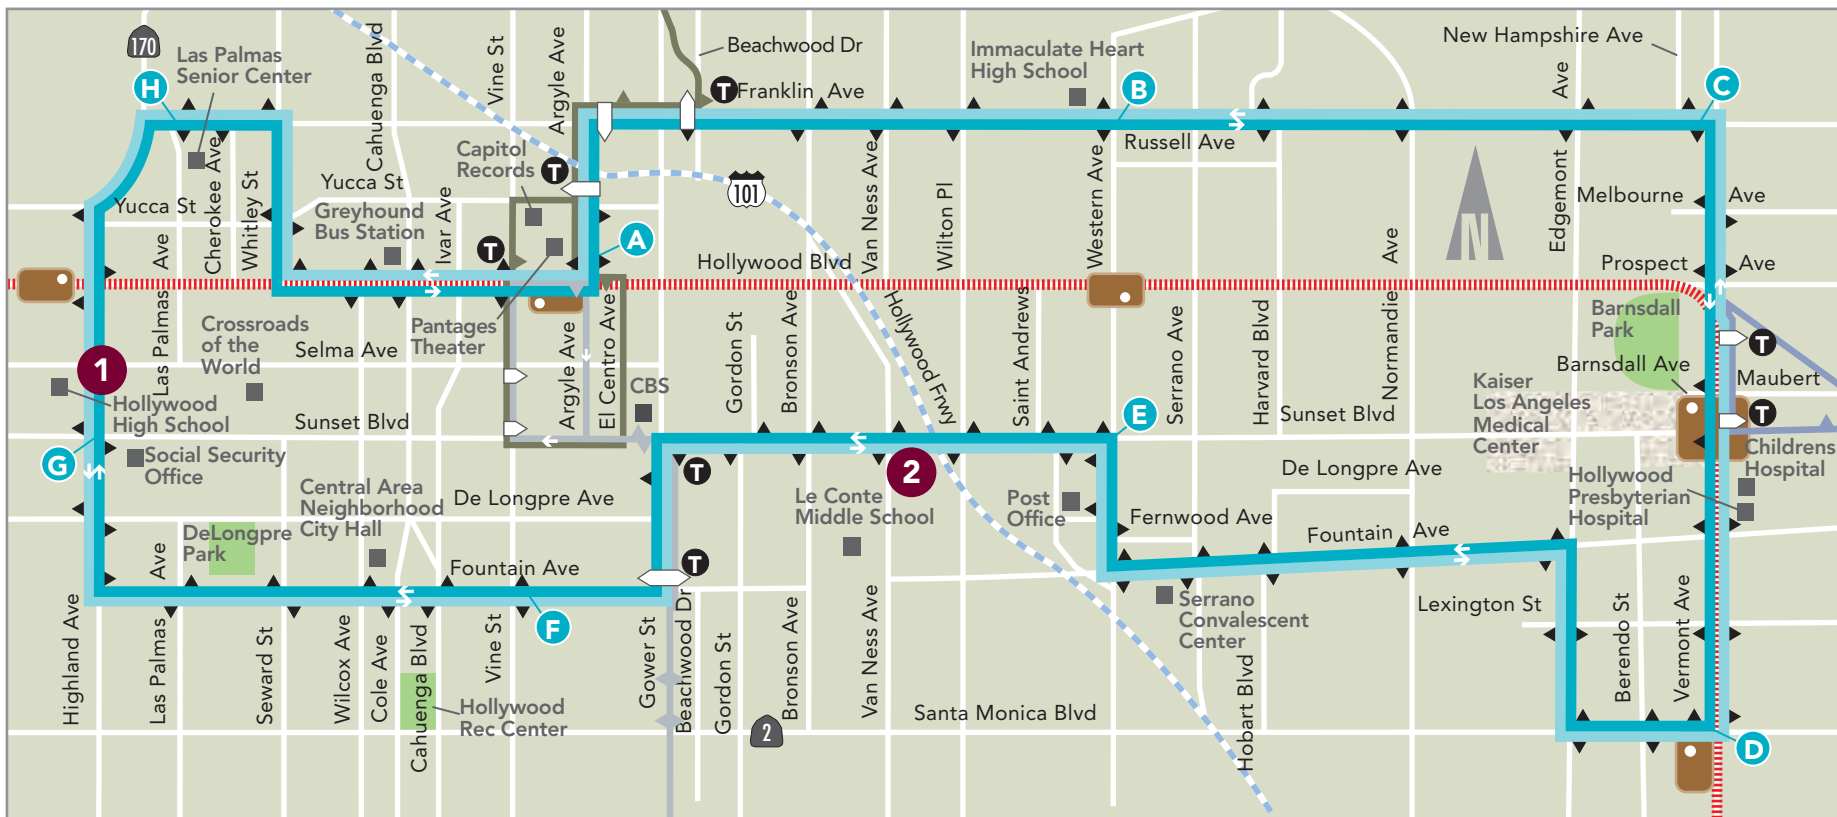 170
Las Palmas
Senior Center
H
Cahuenga Blvd
Vine St
Argyle Ave
Beachwood Dr
T
Franklin Ave
Immaculate Heart
High School
B
New Hampshire Ave
Ave
Edgemont
C
Russell Ave
Capitol
Records
T
101
Yucca St
Yucca St
Cherokee Ave
Whitley St
Greyhound
Bus Station
Ivar Ave
T
A
Van Ness Ave
Wilton Pl
Western Ave
N
Melbourne Ave
Prospect Ave
Hollywood Blvd
Las Palmas Ave
Crossroads
of the
World
Pantages
Theater
Selma Ave
Argyle Ave
El Centro Ave
Gordon St
Bronson Ave
Hollywood Frwy
Saint Andrews
Serrano Ave
Harvard Blvd
Normandie Ave
Barnsdall
Park
T
Barnsdall Ave
Maubert
1
Hollywood
High School
CBS
Sunset Blvd
Sunset Blvd
E
Kaiser
Los Angeles
Medical
Center
T
Childrens
Hospital
G
Social Security
Office
Central Area
Neighborhood
City Hall
De Longpre Ave
T
2
Le Conte
Middle School
Post
Office
De Longpre Ave
Hollywood
Presbyterian
Hospital
DeLongpre
Park
Fernwood Ave
Fountain Ave
Fountain Ave
T
F
Serrano
Convalescent
Center
Lexington St
Highland Ave
Las Palmas Ave
Seward St
Wilcox Ave
Cole Ave
Cahuenga Blvd
Vine St
Gower St
Beachwood Dr
Gordon St
Bronson Ave
Van Ness Ave
Hobart Blvd
Berendo St
Vermont Ave
Hollywood
Rec Center
2
Santa Monica Blvd
D